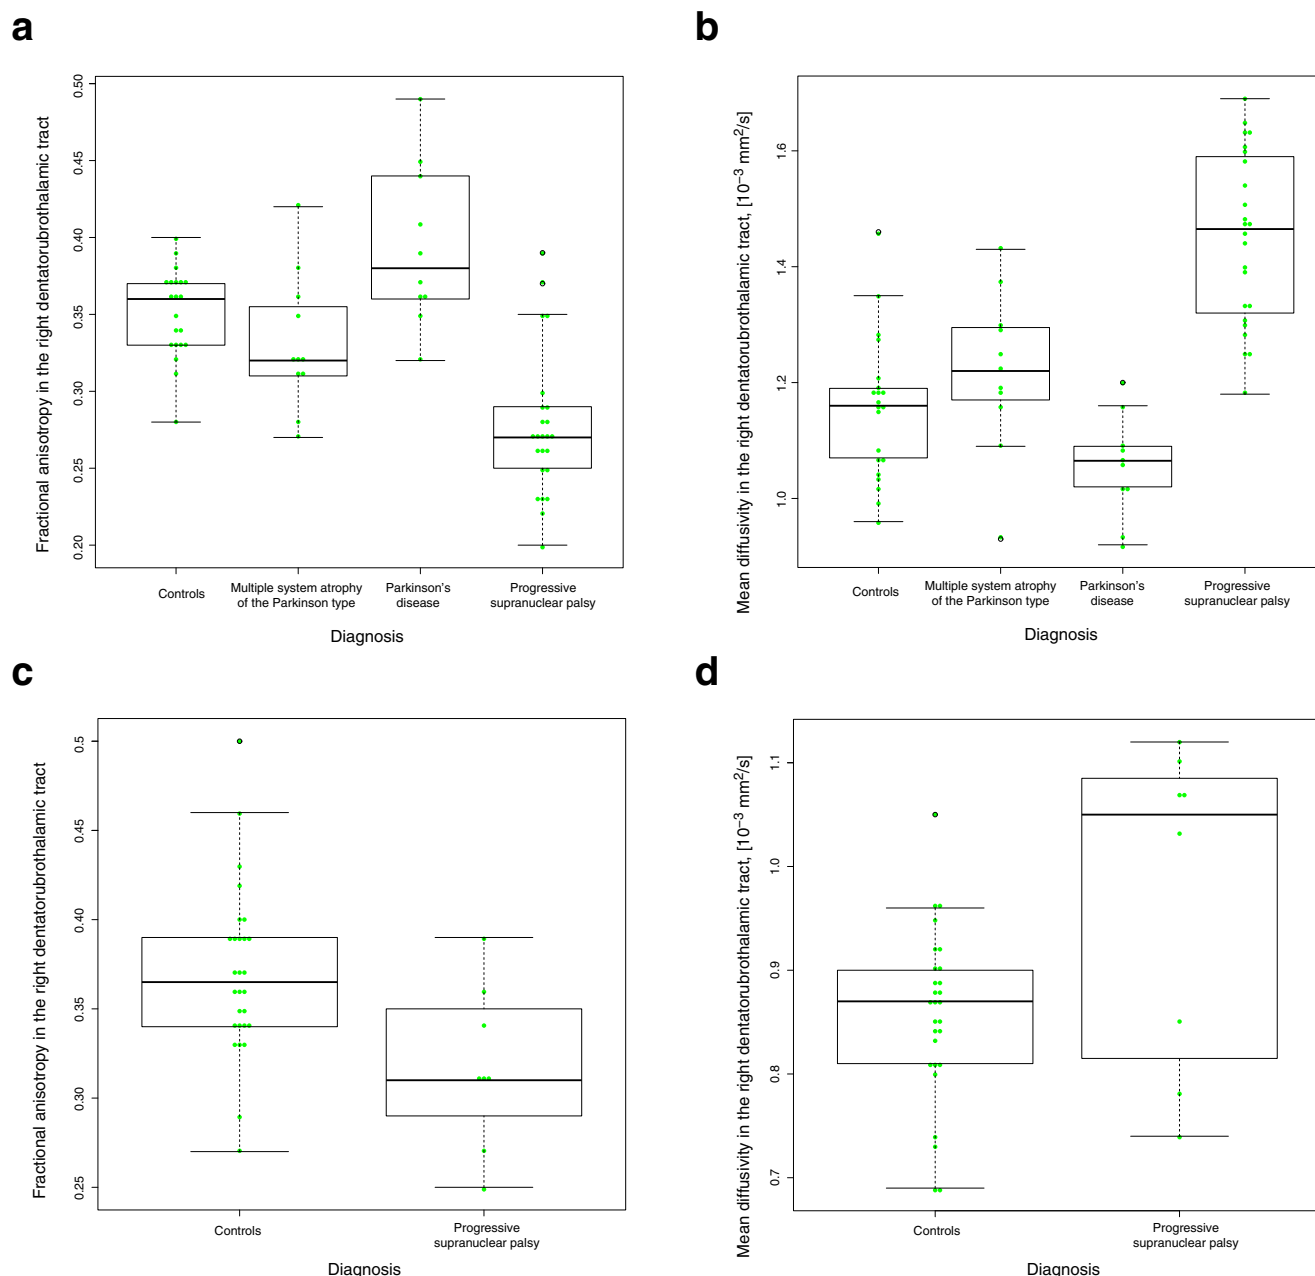 a
Fractional anisotropy in the right dentatorubrothalamic tract
0.50
0.45
0.40
0.35
0.30
0.25
0.20
Controls
Multiple system atrophy
of the Parkinson type
Parkinson's
disease
Progressive
supranuclear palsy
Diagnosis
b
Mean diffusivity in the right dentatorubrothalamic tract, [10⁻³ mm²/s]
1.6
1.4
1.2
1.0
Controls
Multiple system atrophy
of the Parkinson type
Parkinson's
disease
Progressive
supranuclear palsy
Diagnosis
c
Fractional anisotropy in the right dentatorubrothalamic tract
0.5
0.45
0.40
0.35
0.30
0.25
Controls
Progressive
supranuclear palsy
Diagnosis
d
Mean diffusivity in the right dentatorubrothalamic tract, [10⁻³ mm²/s]
1.1
1.0
0.9
0.8
0.7
Controls
Progressive
supranuclear palsy
Diagnosis